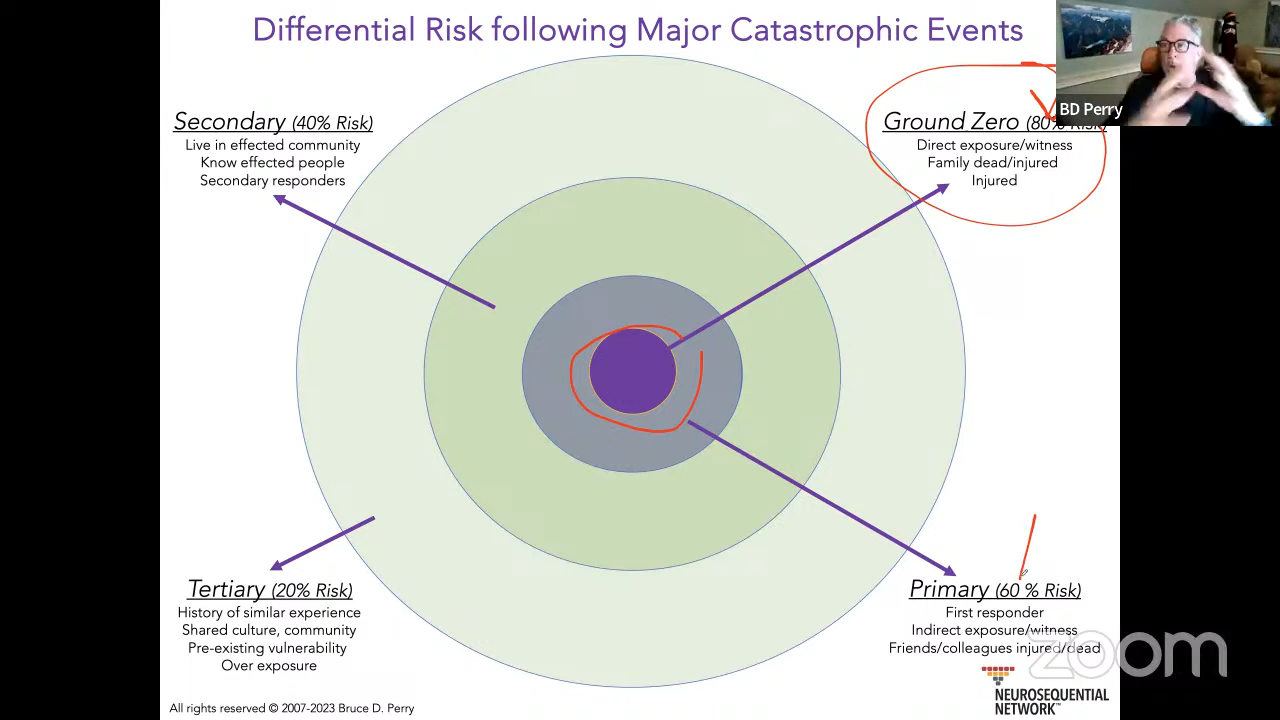 Differential Risk following Major Catastrophic Events
BD Perry
Secondary (40% Risk)
Live in effected community
Know effected people
Secondary responders
Ground Zero (80% Risk)
Direct exposure/witness
Family dead/injured
Injured
Tertiary (20% Risk)
History of similar experience
Shared culture, community
Pre-existing vulnerability
Over exposure
Primary (60 % Risk)
First responder
Indirect exposure/witness
Friends/colleagues injured/dead
zoom
NEUROSEQUENTIAL
NETWORK™
All rights reserved © 2007-2023 Bruce D. Perry